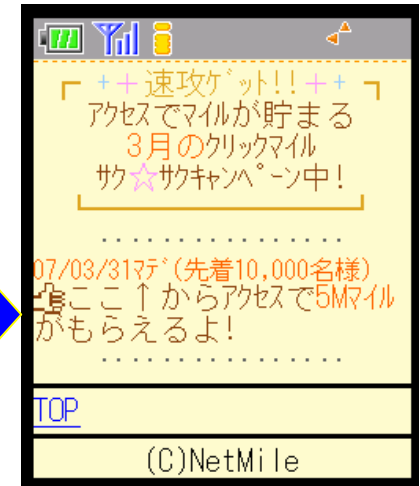 ++速攻ｹﾞｯﾄ!!++
ｱｸｾｽでﾏｲﾙが貯まる
3月のｸﾘｯｸﾏｲﾙ
ｻｸ☆ｻｸｷｬﾝﾍﾟｰﾝ中!
................
07/03/31ﾏﾃﾞ(先着10,000名様)
ここ↑からｱｸｾｽで5Mﾏｲﾙ
がもらえるよ!
................
TOP
(C)NetMile